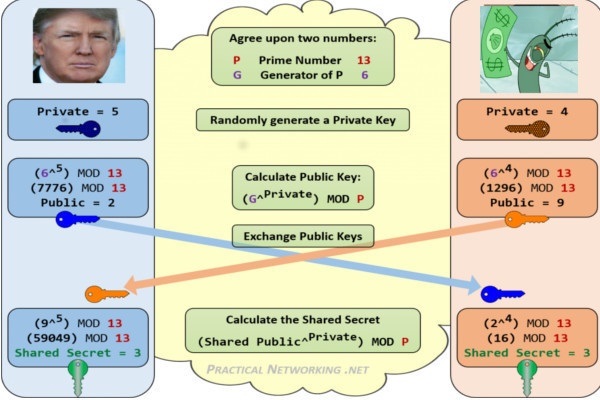 Agree upon two numbers:
P Prime Number 13
G Generator of P 6
Private = 5
Randomly generate a Private Key
Private = 4
(6^5) MOD 13
(7776) MOD 13
Public = 2
Calculate Public Key:
(G^Private) MOD P
(6^4) MOD 13
(1296) MOD 13
Public = 9
Exchange Public Keys
(9^5) MOD 13
(59049) MOD 13
Shared Secret = 3
Calculate the Shared Secret
(Shared Public^Private) MOD P
(2^4) MOD 13
(16) MOD 13
Shared Secret = 3
PRACTICAL NETWORKING .NET